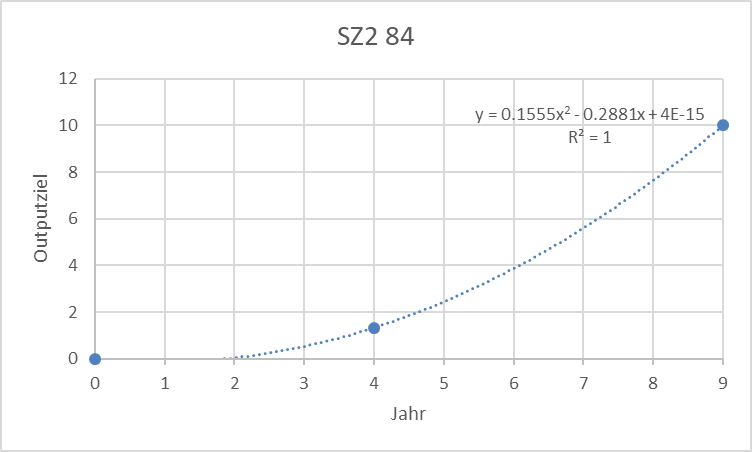 SZ2 84
12
10
8
6
4
2
0
y = 0.1555x² - 0.2881x + 4E-15
R² = 1
Outputziel
0 1 2 3 4 5 6 7 8 9
Jahr